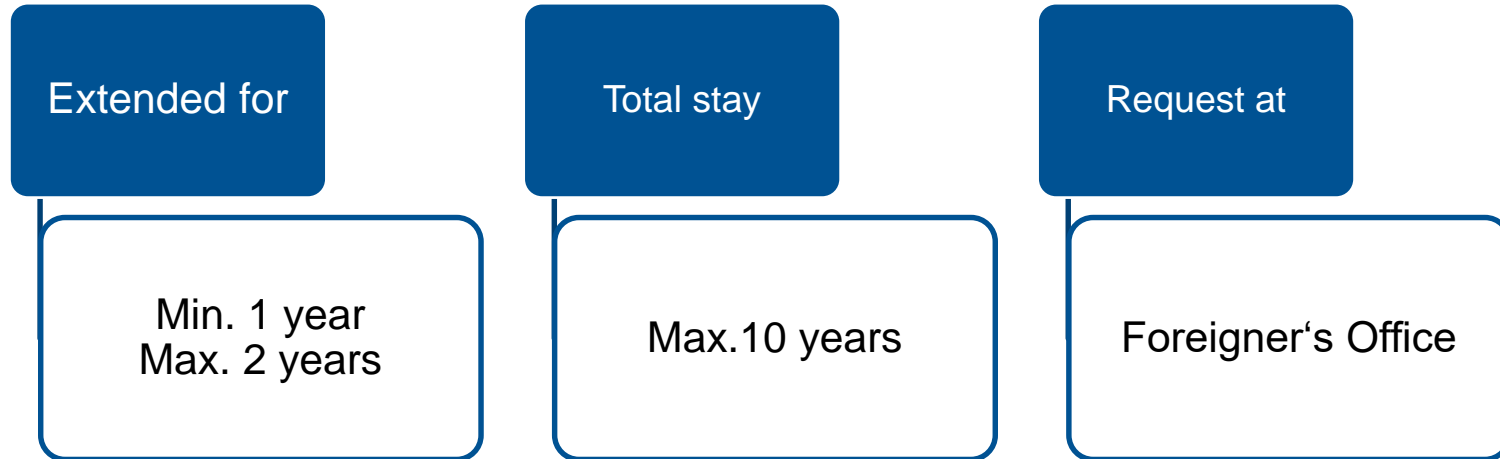 Extended for
Min. 1 year
Max. 2 years
Total stay
Max.10 years
Request at
Foreigner‘s Office